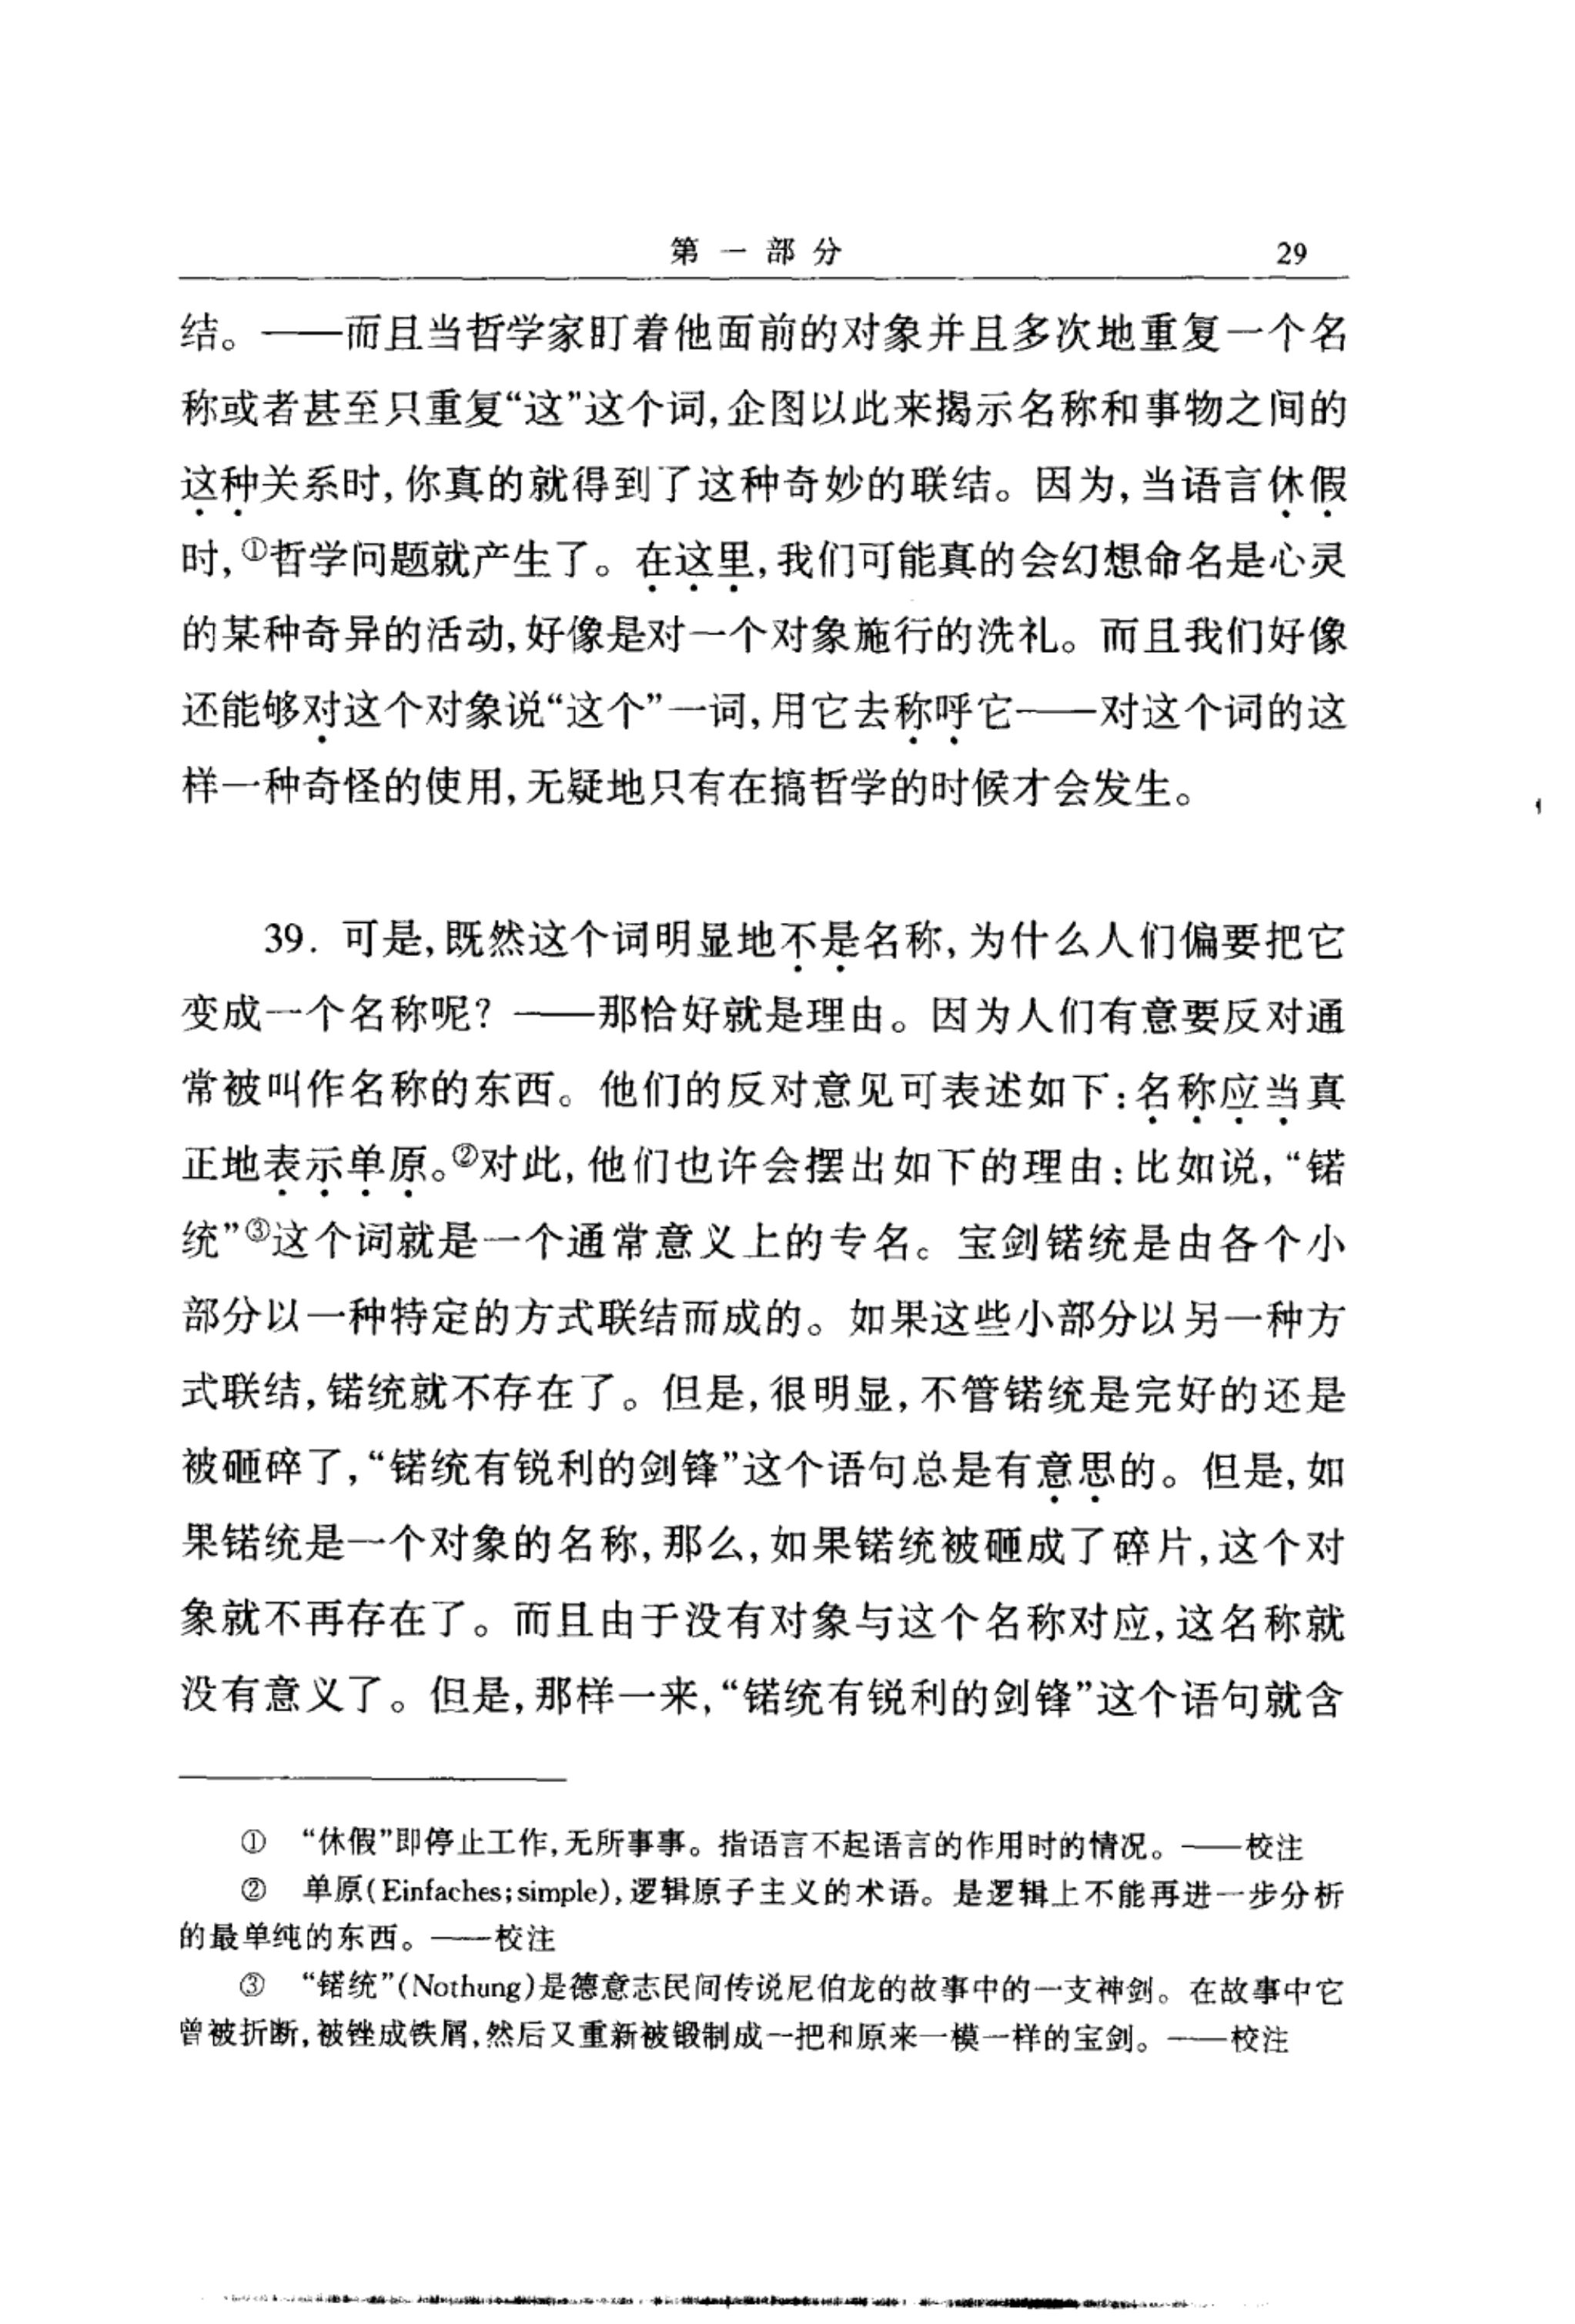 第一部分 29
结。——而且当哲学家盯着他面前的对象并且多次地重复一个名
称或者甚至只重复“这”这个词,企图以此来揭示名称和事物之间的
这种关系时,你真的就得到了这种奇妙的联结。因为,当语言休假
时,①哲学问题就产生了。在这里,我们可能真的会幻想命名是心灵
的某种奇异的活动,好像是对一个对象施行的洗礼。而且我们好像
还能够对这个对象说“这个”一词,用它去称呼它——对这个词的这
样一种奇怪的使用,无疑地只有在搞哲学的时候才会发生。
39. 可是,既然这个词明显地不是名称,为什么人们偏要把它
变成一个名称呢?——那恰好就是理由。因为人们有意要反对通
常被叫作名称的东西。他们的反对意见可表述如下:名称应当真
正地表示单原。②对此,他们也许会摆出如下的理由:比如说,“锘
统”③这个词就是一个通常意义上的专名。宝剑锘统是由各个小
部分以一种特定的方式联结而成的。如果这些小部分以另一种方
式联结,锘统就不存在了。但是,很明显,不管锘统是完好的还是
被砸碎了,“锘统有锐利的剑锋”这个语句总是有意思的。但是,如
果锘统是一个对象的名称,那么,如果锘统被砸成了碎片,这个对
象就不再存在了。而且由于没有对象与这个名称对应,这名称就
没有意义了。但是,那样一来,“锘统有锐利的剑锋”这个语句就含
① “休假”即停止工作,无所事事。指语言不起语言的作用时的情况。——校注
② 单原(Einfaches;simple),逻辑原子主义的术语。是逻辑上不能再进一步分析
的最单纯的东西。——校注
③ “锘统”(Nothung)是德意志民间传说尼伯龙的故事中的一支神剑。在故事中它
曾被折断,被锉成铁屑,然后又重新被锻制成一把和原来一模一样的宝剑。——校注